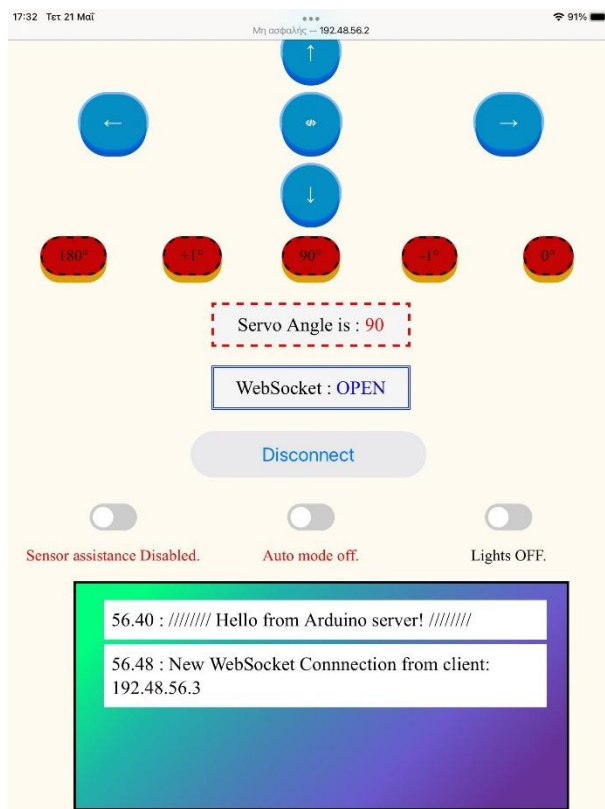 17:32 Τετ 21 Μαΐ
91%
Μη ασφαλής — 192.48.56.2
↑
← </> →
↓
180° +1° 90° -1° 0°
Servo Angle is : 90
WebSocket : OPEN
Disconnect
Sensor assistance Disabled. Auto mode off. Lights OFF.
56.40 : //////// Hello from Arduino server! ////////
56.48 : New WebSocket Connnection from client:
192.48.56.3